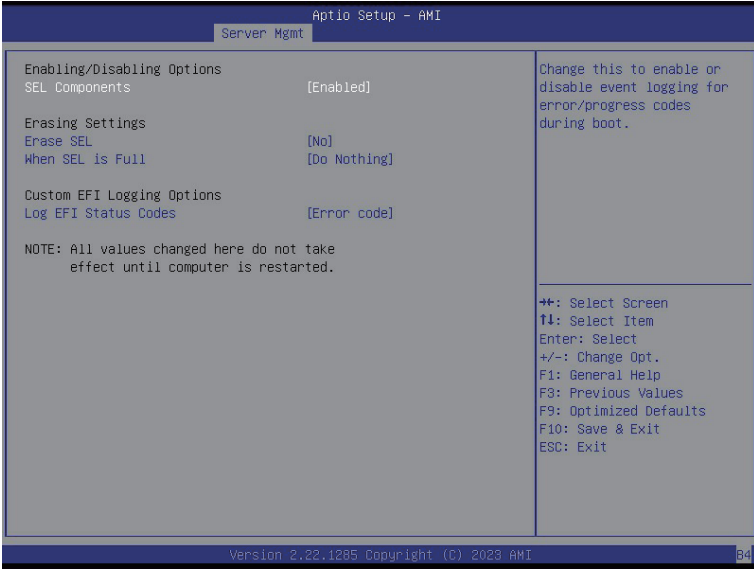 Aptio Setup – AMI
Server Mgmt
Enabling/Disabling Options
SEL Components [Enabled]
Erasing Settings
Erase SEL [No]
When SEL is Full [Do Nothing]
Custom EFI Logging Options
Log EFI Status Codes [Error code]
NOTE: All values changed here do not take
effect until computer is restarted.
Change this to enable or
disable event logging for
error/progress codes
during boot.
→←: Select Screen
↑↓: Select Item
Enter: Select
+/-: Change Opt.
F1: General Help
F3: Previous Values
F9: Optimized Defaults
F10: Save & Exit
ESC: Exit
Version 2.22.1285 Copyright (C) 2023 AMI
B4